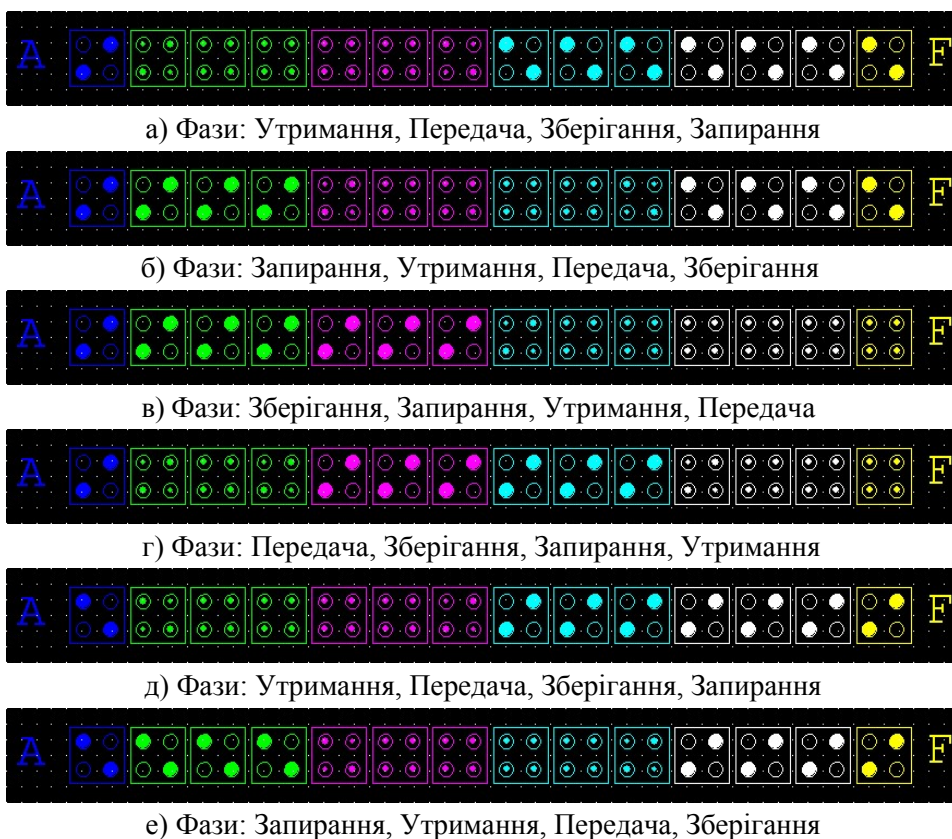 A F
а) Фази: Утримання, Передача, Зберігання, Запирання
A F
б) Фази: Запирання, Утримання, Передача, Зберігання
A F
в) Фази: Зберігання, Запирання, Утримання, Передача
A F
г) Фази: Передача, Зберігання, Запирання, Утримання
A F
д) Фази: Утримання, Передача, Зберігання, Запирання
A F
е) Фази: Запирання, Утримання, Передача, Зберігання